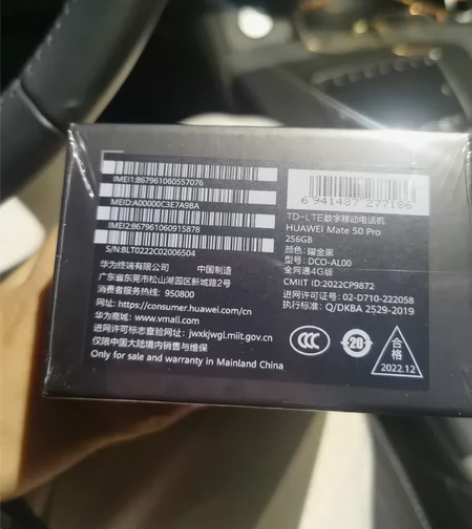 IMEI1:867961060557076
MEID:A00000C3E7A9BA
IMEI2:867961060915878
S/N:BLT0222C02006504
华为终端有限公司 中国制造
广东省东莞市松山湖园区新城路2号
消费者服务热线：950800
网址：https://consumer.huawei.com/cn
华为商城：www.vmall.com
进网许可标志查验网址：jwxkjwgl.miit.gov.cn
仅限中国大陆境内销售与保修
Only for sale and warranty in Mainland China
6 941487 277186
TD-LTE数字移动电话机
HUAWEI Mate 50 Pro
256GB
颜色：曜金黑
型号：DCO-AL00
全网通4G版
CMIIT ID:2022CP9872
进网许可证号：02-D710-222058
执行标准：Q/DKBA 2529-2019
CCC
20
合格
2022.12